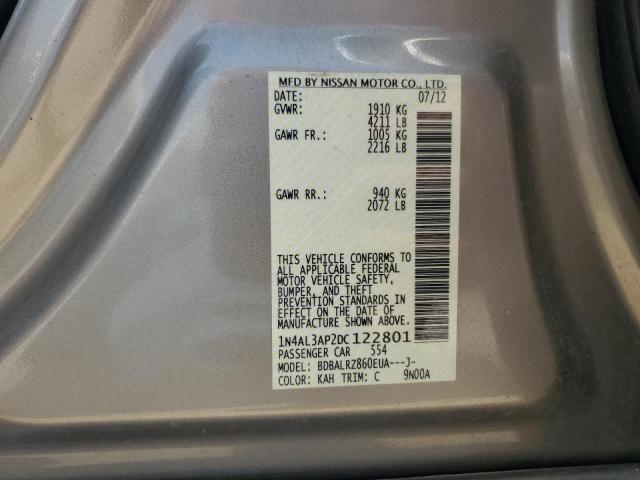 MFD BY NISSAN MOTOR CO., LTD.
DATE: 07/12
GVWR: 1910 KG
4211 LB
GAWR FR.: 1005 KG
2216 LB
GAWR RR.: 940 KG
2072 LB
THIS VEHICLE CONFORMS TO
ALL APPLICABLE FEDERAL
MOTOR VEHICLE SAFETY,
BUMPER, AND THEFT
PREVENTION STANDARDS IN
EFFECT ON THE DATE OF
MANUFACTURE SHOWN ABOVE.
1N4AL3AP2DC122801
PASSENGER CAR 554
MODEL: BDBALRZ860EUA---J-
COLOR: KAH TRIM: C 9N00A